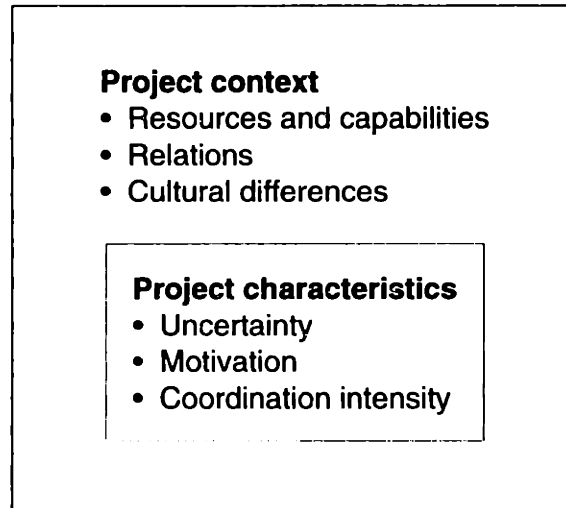 Project context
• Resources and capabilities
• Relations
• Cultural differences
Project characteristics
• Uncertainty
• Motivation
• Coordination intensity